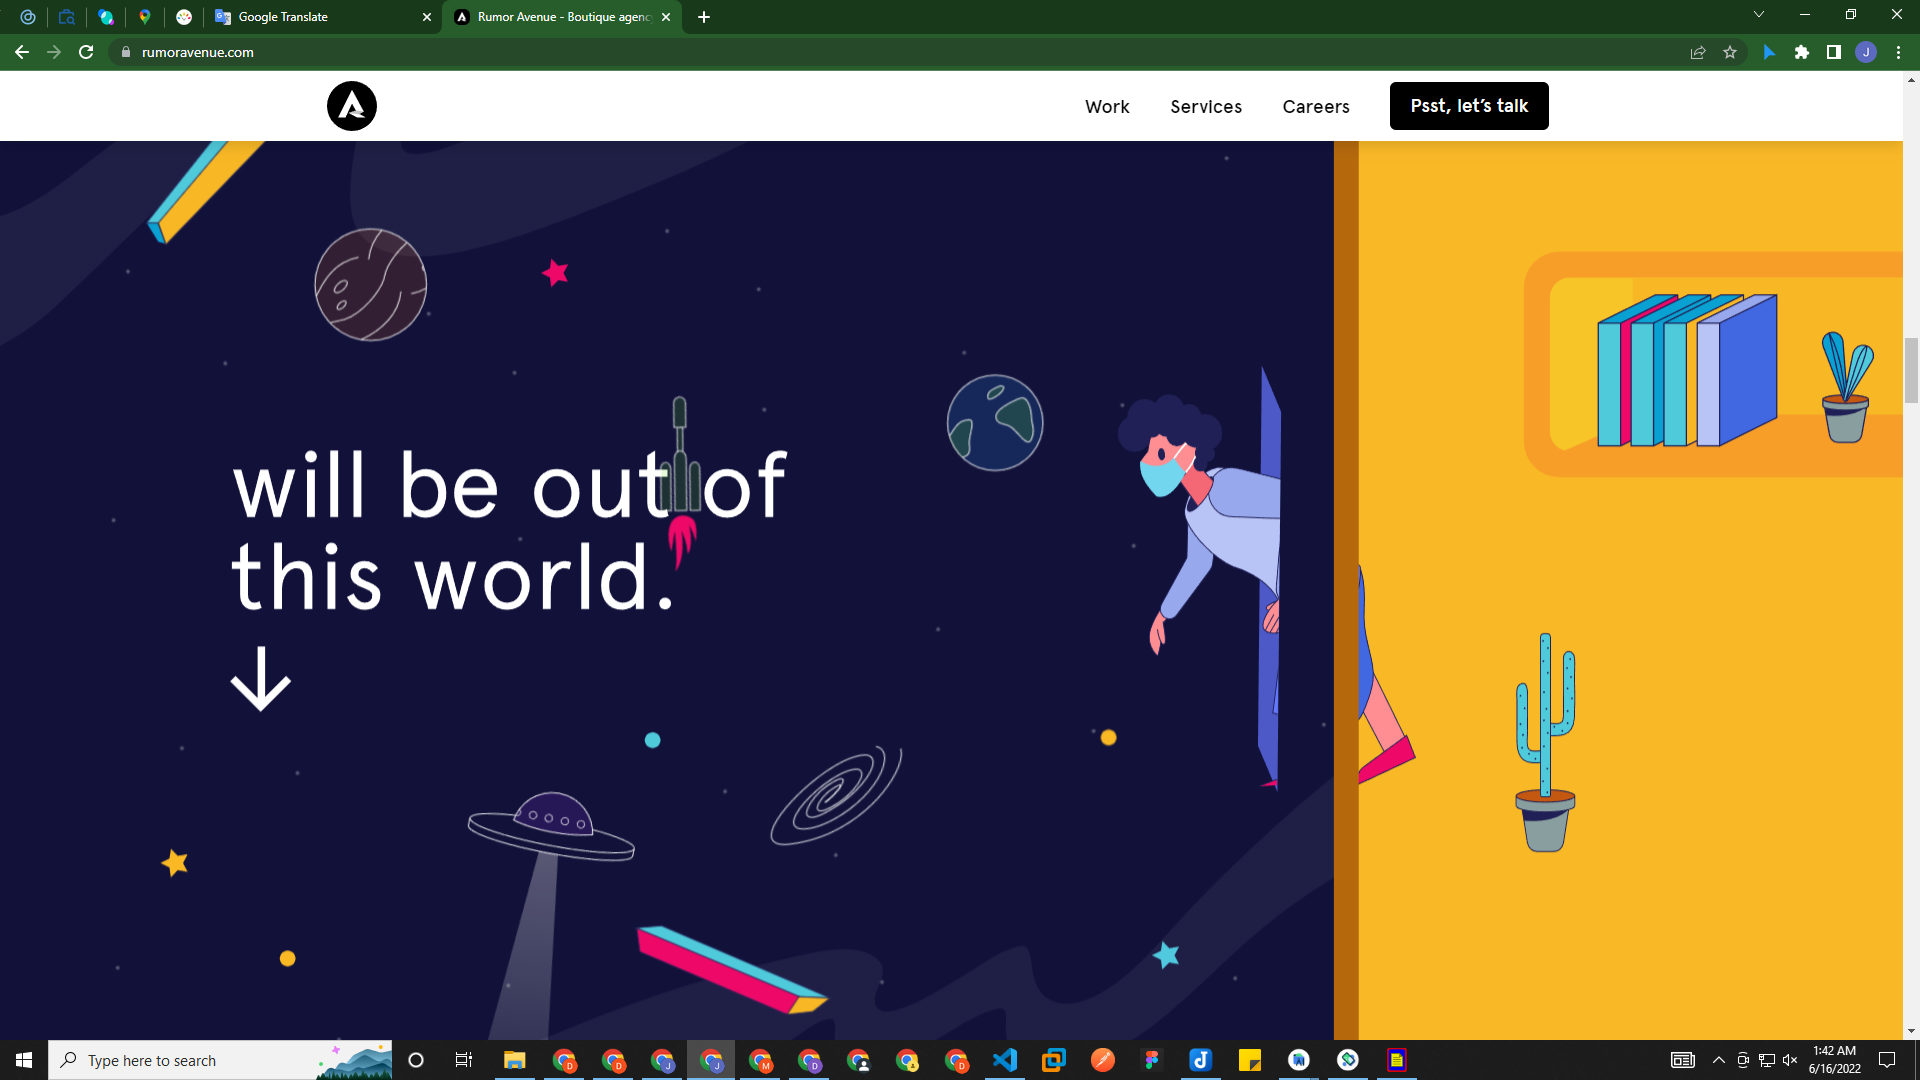 Google Translate
Rumor Avenue - Boutique agenc
rumoravenue.com
J
Work
Services
Careers
Psst, let's talk
will be out of
this world.
Type here to search
D
D
J
J
M
D
D
1:42 AM
6/16/2022